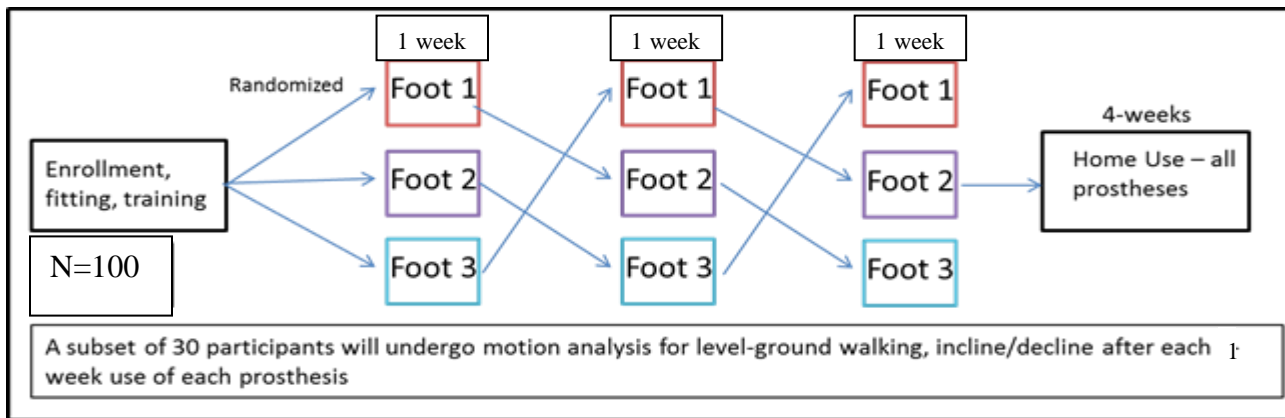 1 week
1 week
1 week
Randomized
Foot 1
Foot 1
Foot 1
4-weeks
Enrollment,
fitting, training
Foot 2
Foot 2
Foot 2
Home Use – all
prostheses
N=100
Foot 3
Foot 3
Foot 3
A subset of 30 participants will undergo motion analysis for level-ground walking, incline/decline after each 1-
week use of each prosthesis